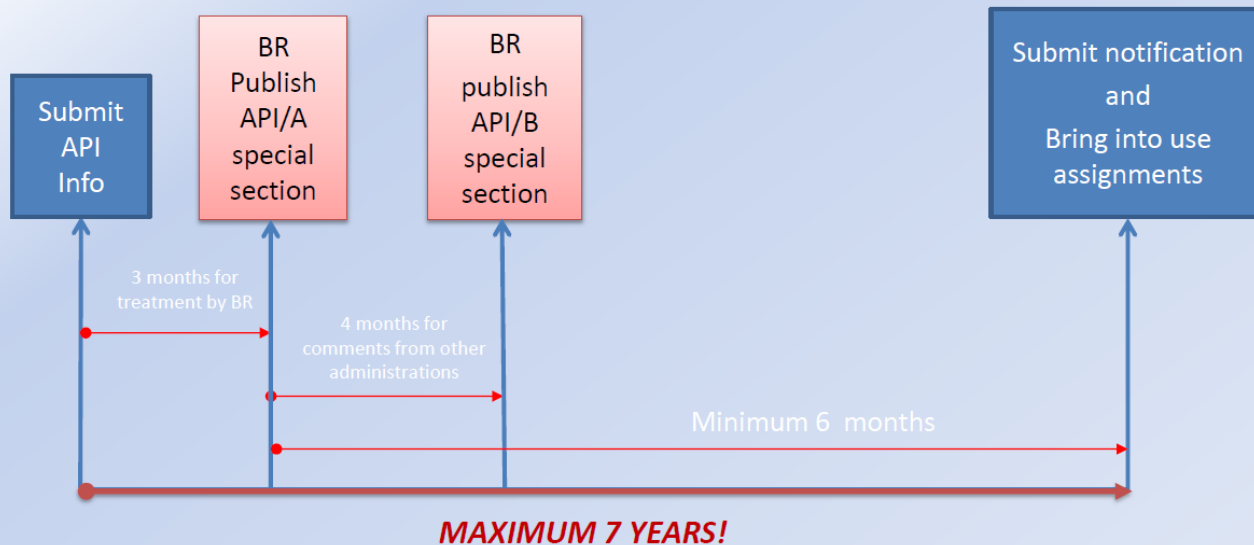 Submit
API
Info
BR
Publish
API/A
special
section
BR
publish
API/B
special
section
Submit notification
and
Bring into use
assignments
3 months for
treatment by BR
4 months for
comments from other
administrations
Minimum 6 months
MAXIMUM 7 YEARS!